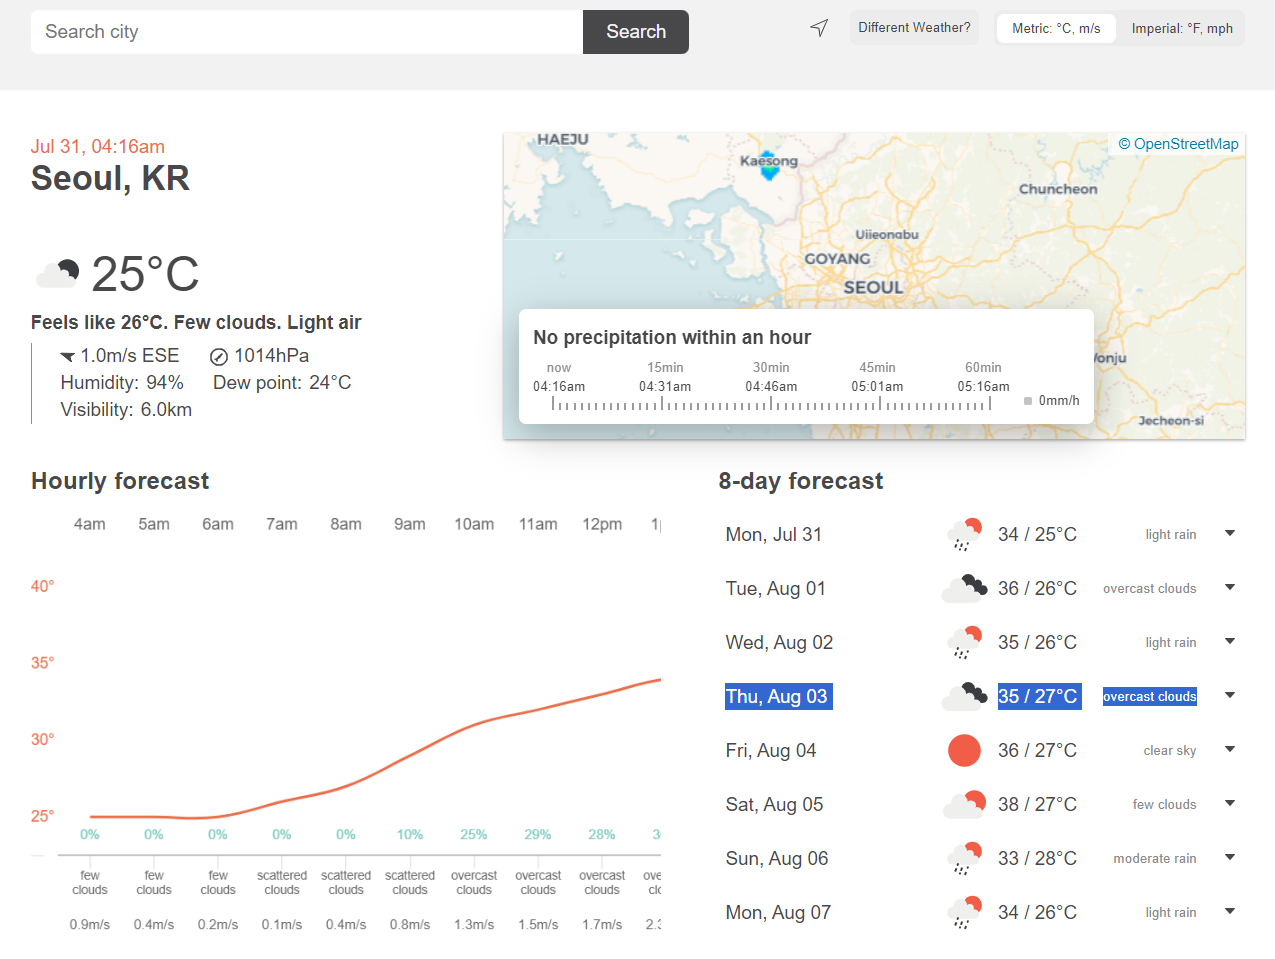 Search city
Search
Different Weather?
Metric: °C, m/s
Imperial: °F, mph
Jul 31, 04:16am
Seoul, KR
25°C
Feels like 26°C. Few clouds. Light air
1.0m/s ESE
1014hPa
Humidity: 94%
Dew point: 24°C
Visibility: 6.0km
© OpenStreetMap
HAEJU
Kaesong
Chuncheon
Uijeongbu
GOYANG
SEOUL
Wonju
Jecheon-si
No precipitation within an hour
now 15min 30min 45min 60min
04:16am 04:31am 04:46am 05:01am 05:16am
0mm/h
Hourly forecast
4am 5am 6am 7am 8am 9am 10am 11am 12pm
40°
35°
30°
25°
0% 0% 0% 0% 0% 10% 25% 29% 28%
few clouds few clouds few clouds scattered clouds scattered clouds scattered clouds overcast clouds overcast clouds overcast clouds
0.9m/s 0.4m/s 0.2m/s 0.1m/s 0.4m/s 0.8m/s 1.3m/s 1.5m/s 1.7m/s
8-day forecast
Mon, Jul 31 34 / 25°C light rain
Tue, Aug 01 36 / 26°C overcast clouds
Wed, Aug 02 35 / 26°C light rain
Thu, Aug 03 35 / 27°C overcast clouds
Fri, Aug 04 36 / 27°C clear sky
Sat, Aug 05 38 / 27°C few clouds
Sun, Aug 06 33 / 28°C moderate rain
Mon, Aug 07 34 / 26°C light rain